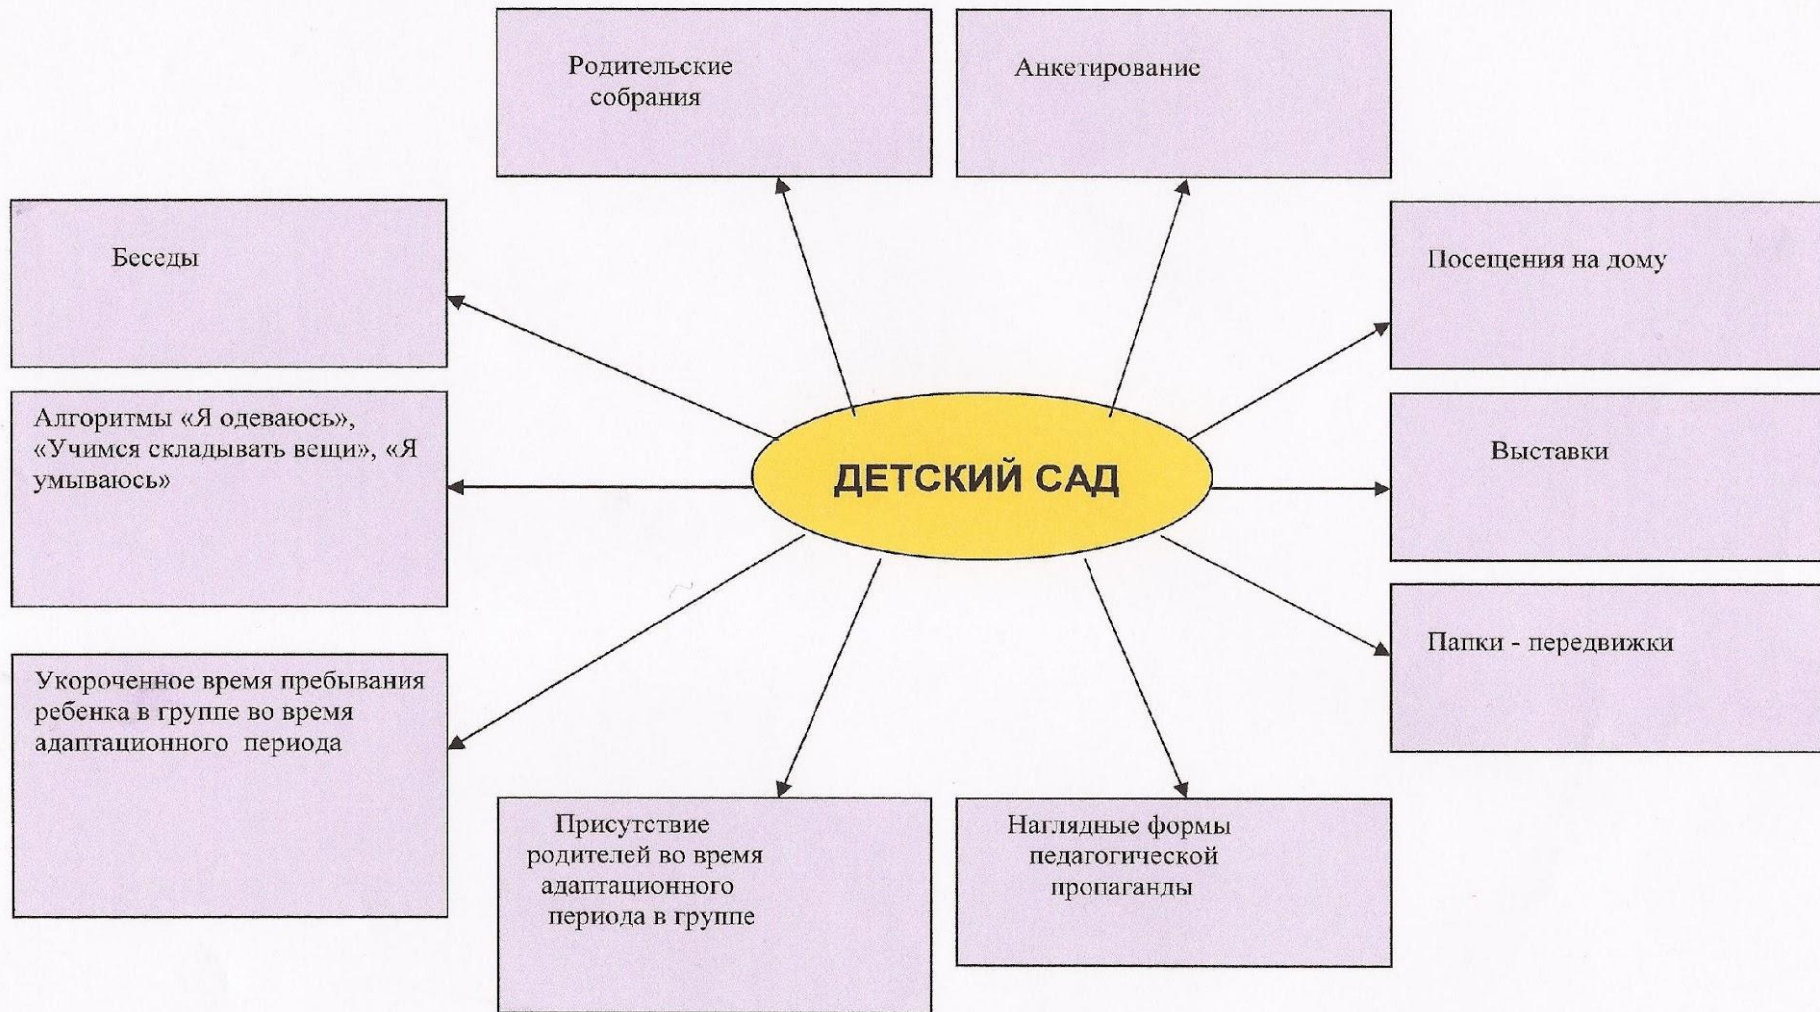 Родительские
собрания
Анкетирование
Беседы
Посещения на дому
Алгоритмы «Я одеваюсь»,
«Учимся складывать вещи», «Я
умываюсь»
ДЕТСКИЙ САД
Выставки
Папки - передвижки
Укороченное время пребывания
ребенка в группе во время
адаптационного периода
Присутствие
родителей во время
адаптационного
периода в группе
Наглядные формы
педагогической
пропаганды